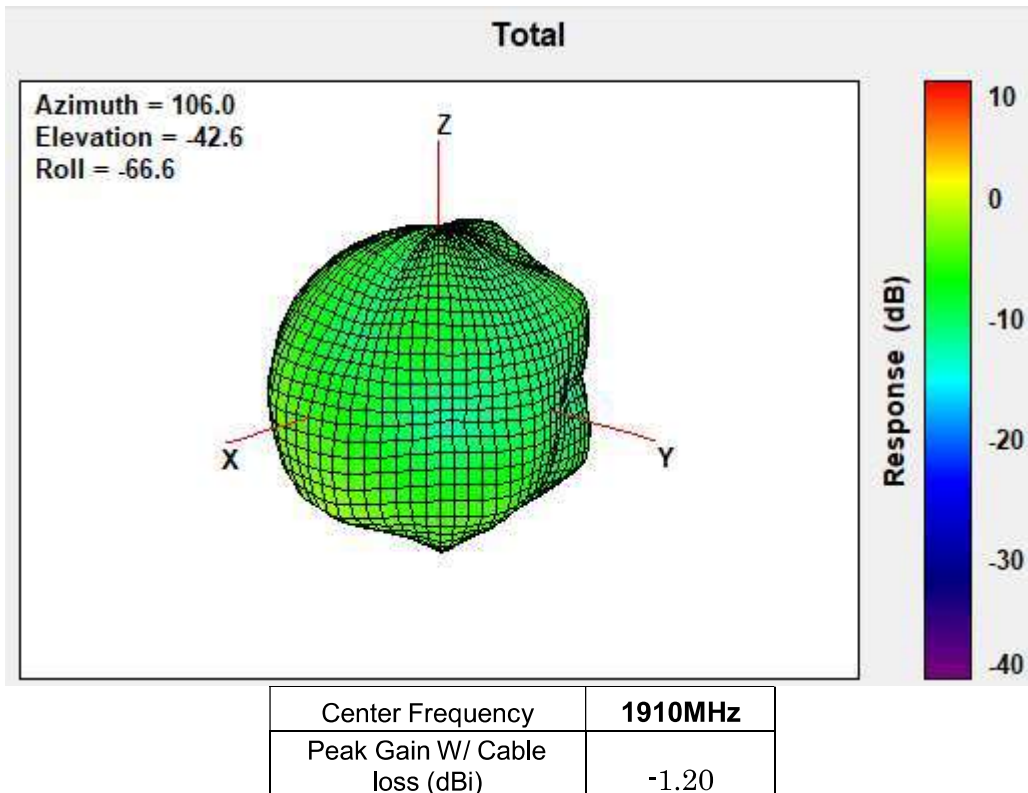 Total
Azimuth = 106.0
Elevation = -42.6
Roll = -66.6
Z
X
Y
10
0
-10
-20
-30
-40
Response (dB)
Center Frequency 1910MHz
Peak Gain W/ Cable
loss (dBi) -1.20